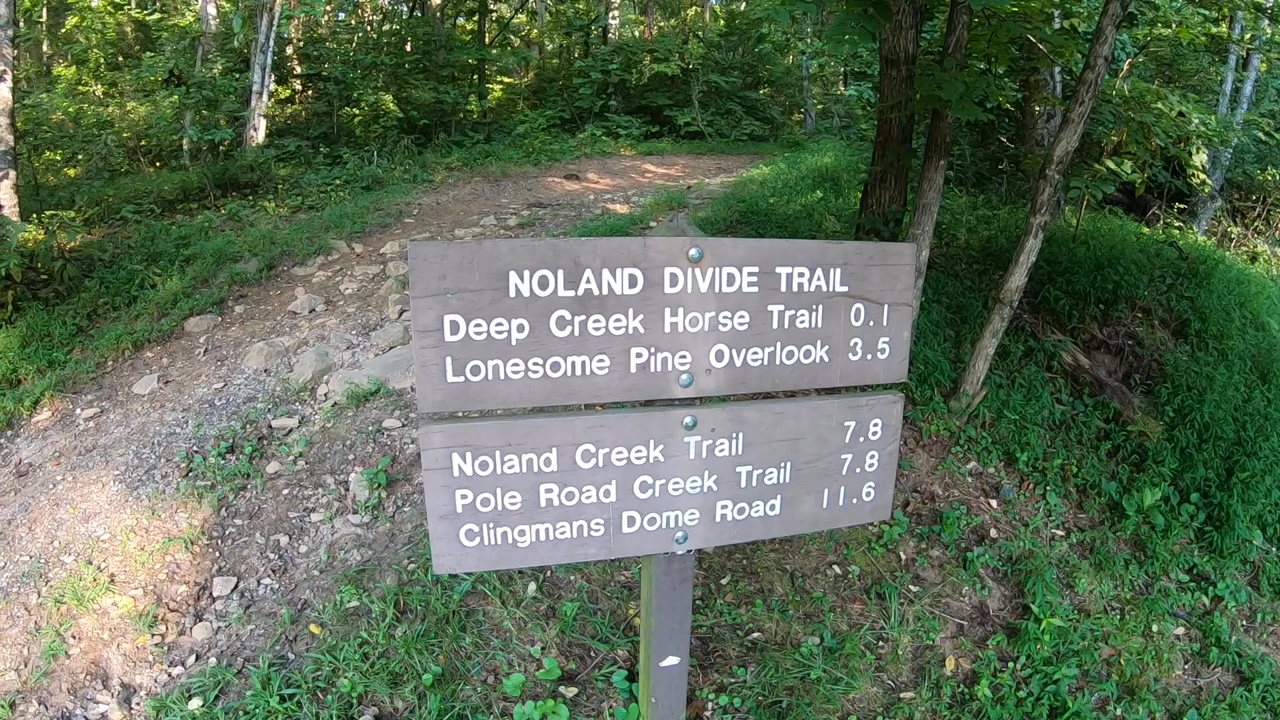 NOLAND DIVIDE TRAIL
Deep Creek Horse Trail 0.1
Lonesome Pine Overlook 3.5
Noland Creek Trail 7.8
Pole Road Creek Trail 7.8
Clingmans Dome Road 11.6